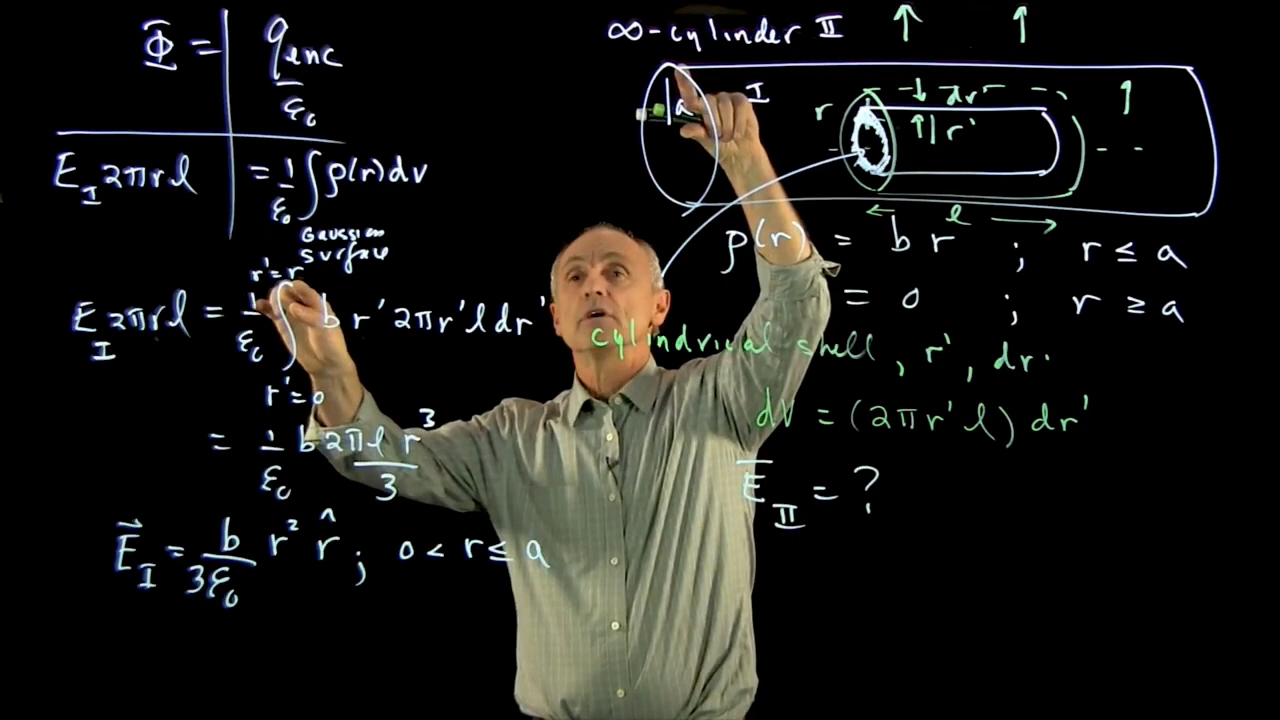 Φ = q_enc / ε₀
E_I 2πrl = 1/ε₀ ∫ ρ(r)dv
Gaussian
surface
r'=r
E_I 2πrl = 1/ε₀ ∫ b r' 2πr'l dr'
r'=0
= 1/ε₀ b 2πl r³/3
E⃗_I = b/3ε₀ r² r̂ ; 0 < r ≤ a
∞-cylinder II
a I r dr' r'
l
ρ(r) = b r ; r ≤ a
= 0 ; r ≥ a
cylindrical shell, r', dr'
dV = (2πr'l) dr'
E_II = ?